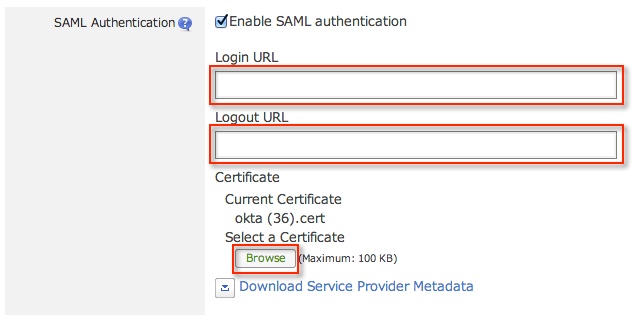 SAML Authentication ?
Enable SAML authentication
Login URL
Logout URL
Certificate
Current Certificate
okta (36).cert
Select a Certificate
Browse (Maximum: 100 KB)
Download Service Provider Metadata